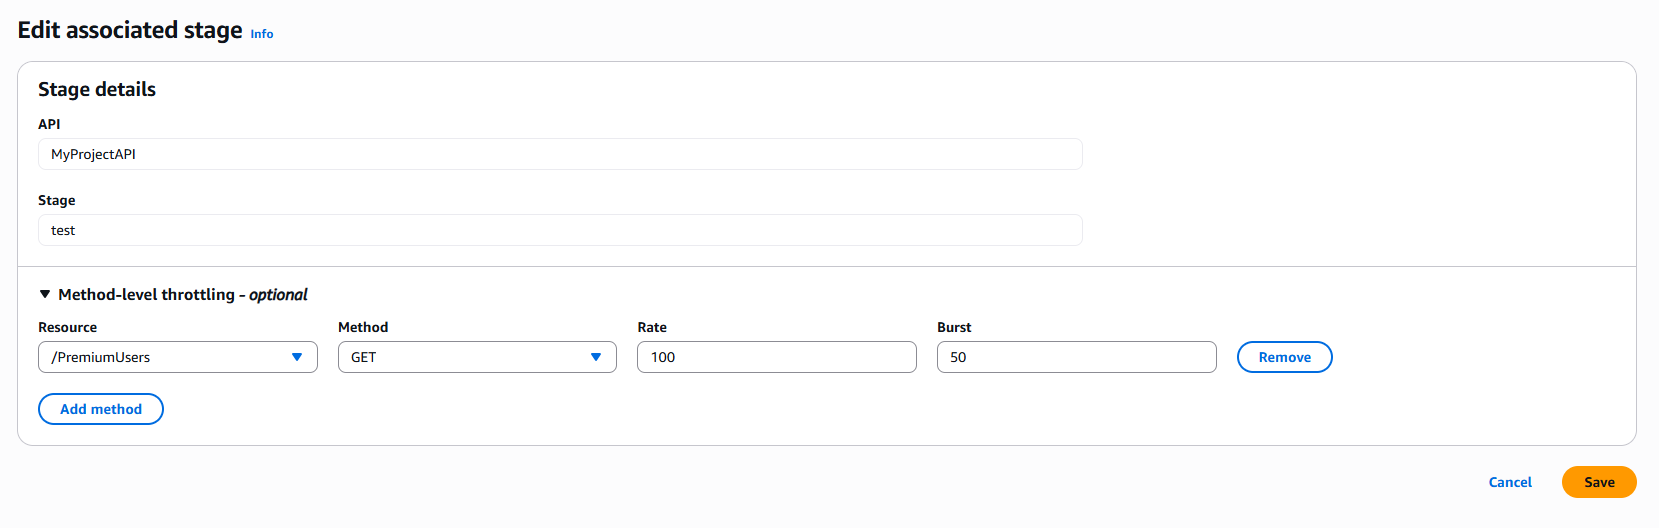 Edit associated stage Info
Stage details
API
MyProjectAPI
Stage
test
Method-level throttling - optional
Resource Method Rate Burst
/PremiumUsers GET 100 50 Remove
Add method
Cancel Save